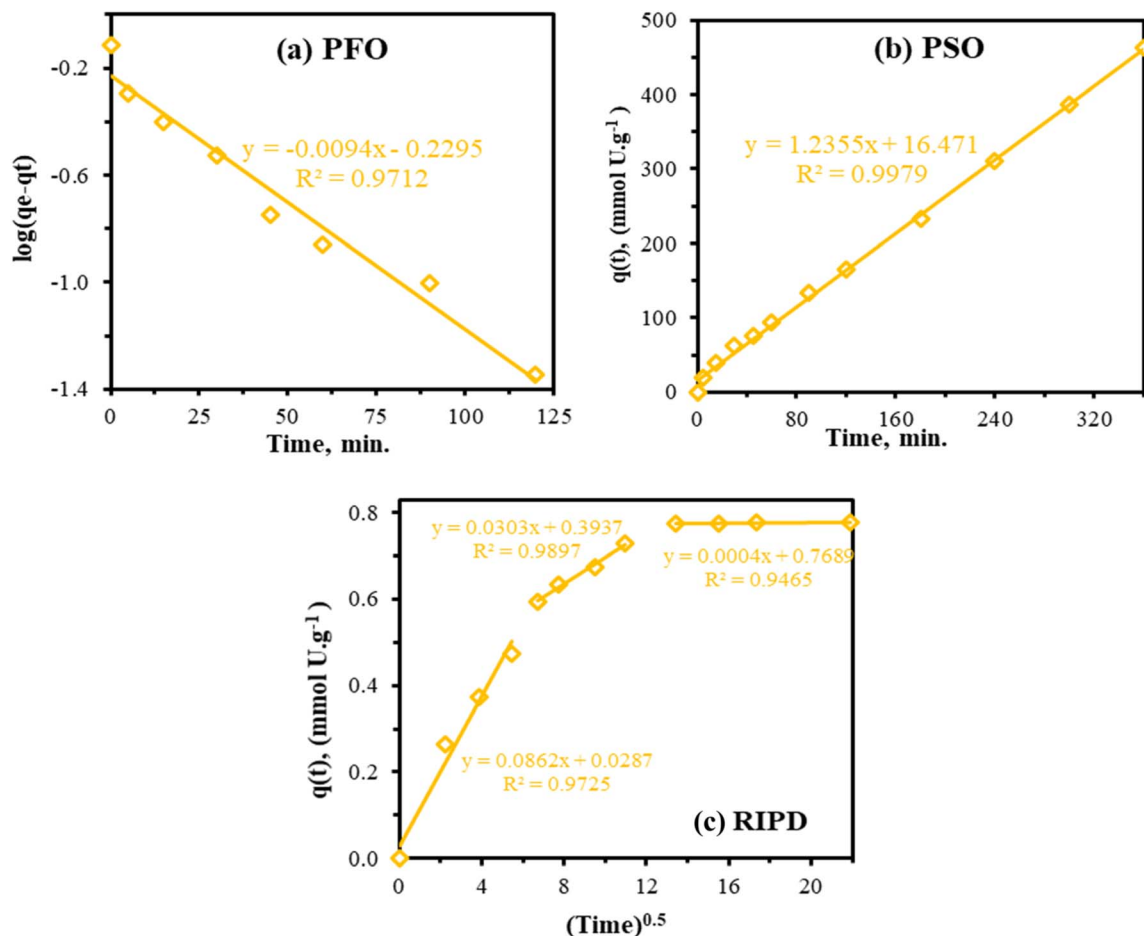 (a) PFO
-0.2
-0.6
-1.0
-1.4
log(qe-qt)
y = -0.0094x - 0.2295
R² = 0.9712
0 25 50 75 100 125
Time, min.
(b) PSO
500
400
300
200
100
0
q(t), (mmol U.g⁻¹)
y = 1.2355x + 16.471
R² = 0.9979
0 80 160 240 320
Time, min.
(c) RIPD
0.8
0.6
0.4
0.2
0.0
q(t), (mmol U.g⁻¹ )
y = 0.0303x + 0.3937
R² = 0.9897
y = 0.0004x + 0.7689
R² = 0.9465
y = 0.0862x + 0.0287
R² = 0.9725
0 4 8 12 16 20
(Time)⁰·⁵